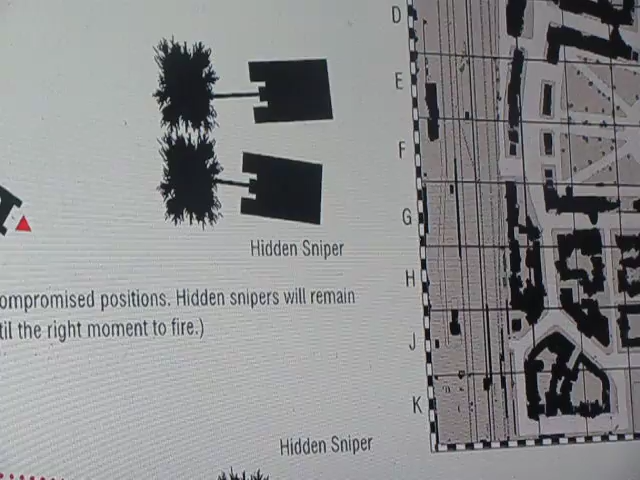 D
E
F
G
H
J
K
Hidden Sniper
ompromised positions. Hidden snipers will remain
til the right moment to fire.)
Hidden Sniper